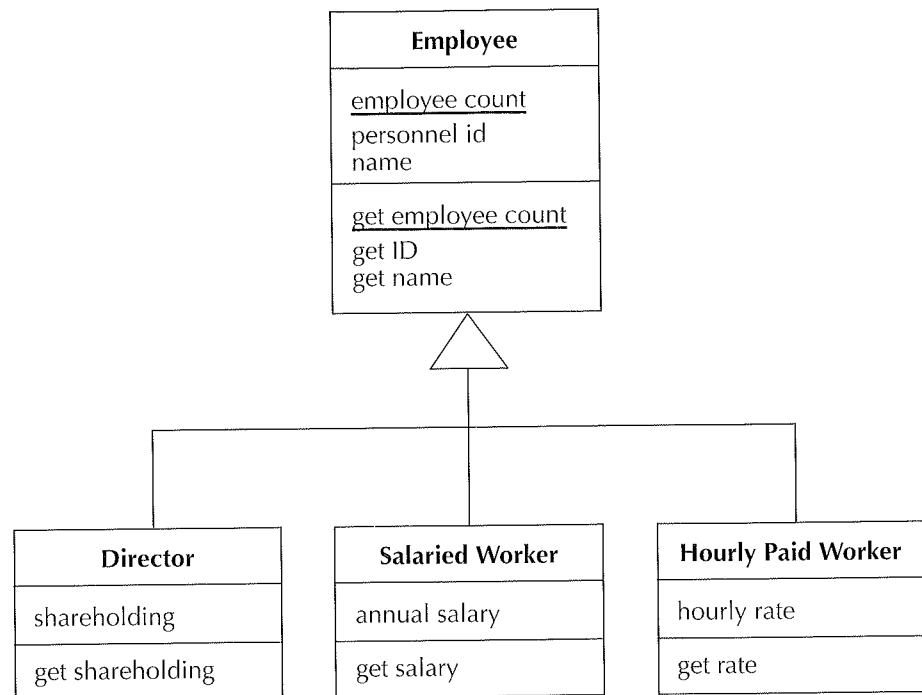 Employee
employee count
personnel id
name
get employee count
get ID
get name
Director
shareholding
get shareholding
Salaried Worker
annual salary
get salary
Hourly Paid Worker
hourly rate
get rate